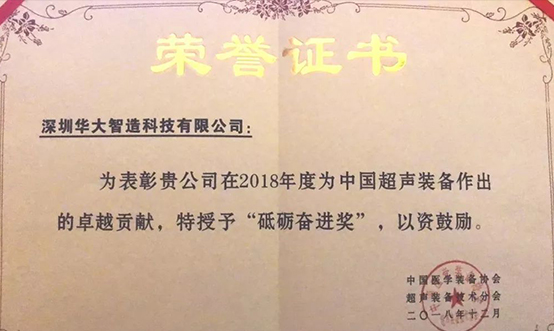 荣誉证书
深圳华大智造科技有限公司：
为表彰贵公司在2018年度为中国超声装备作出
的卓越贡献，特授予“砥砺奋进奖”，以资鼓励。
中国医学装备协会
超声装备技术分会
二〇一八年十二月